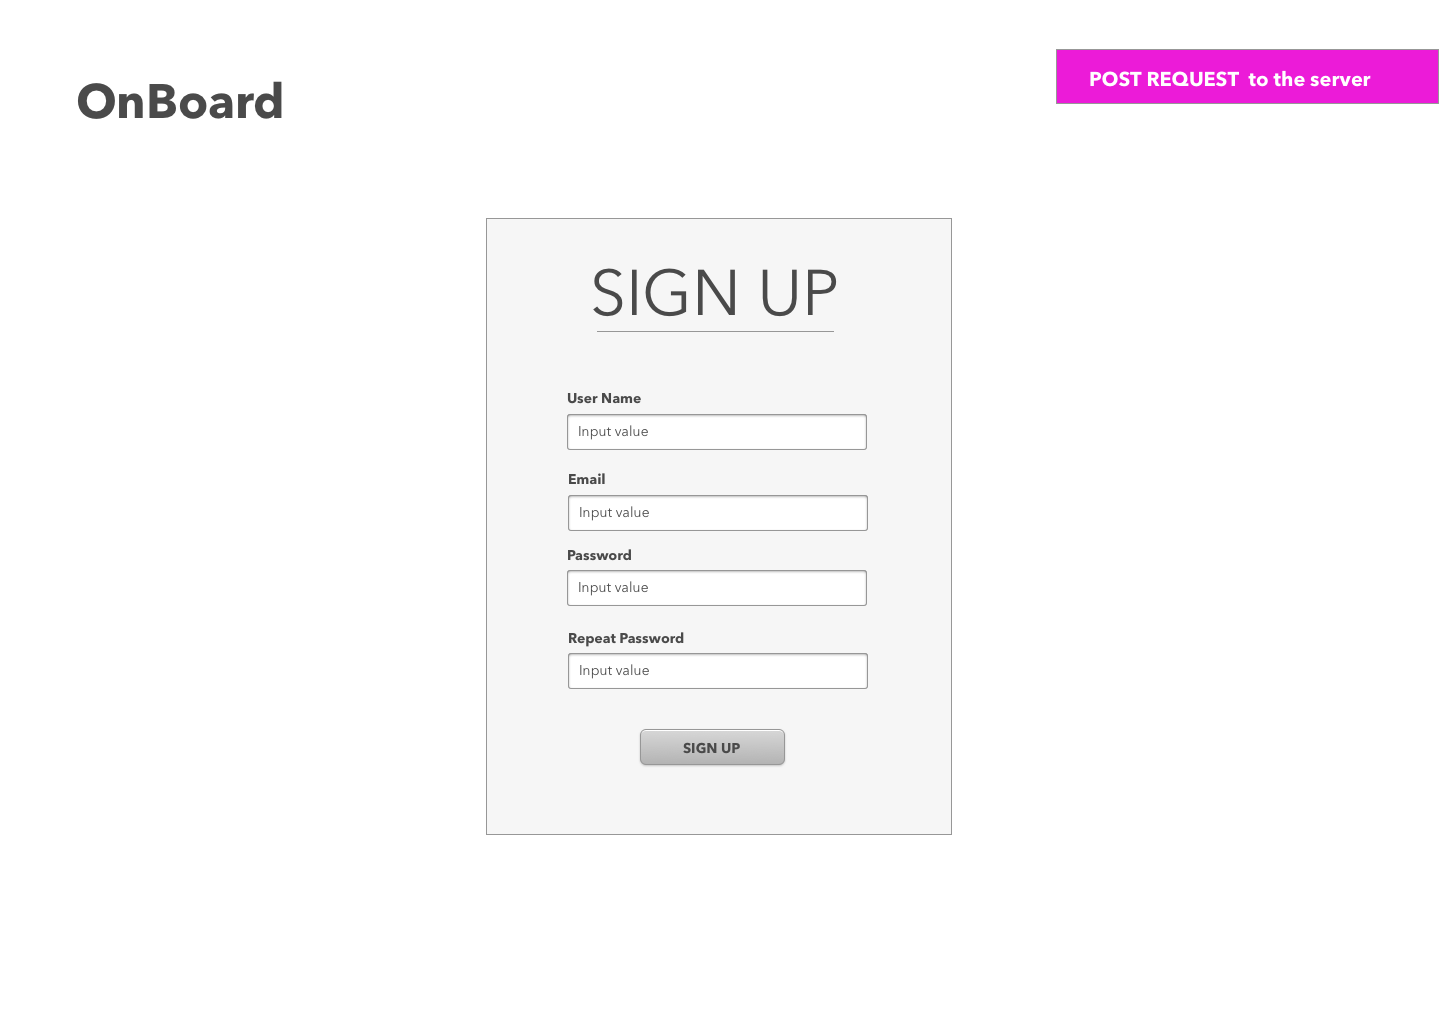 OnBoard
POST REQUEST to the server
SIGN UP
User Name
Input value
Email
Input value
Password
Input value
Repeat Password
Input value
SIGN UP